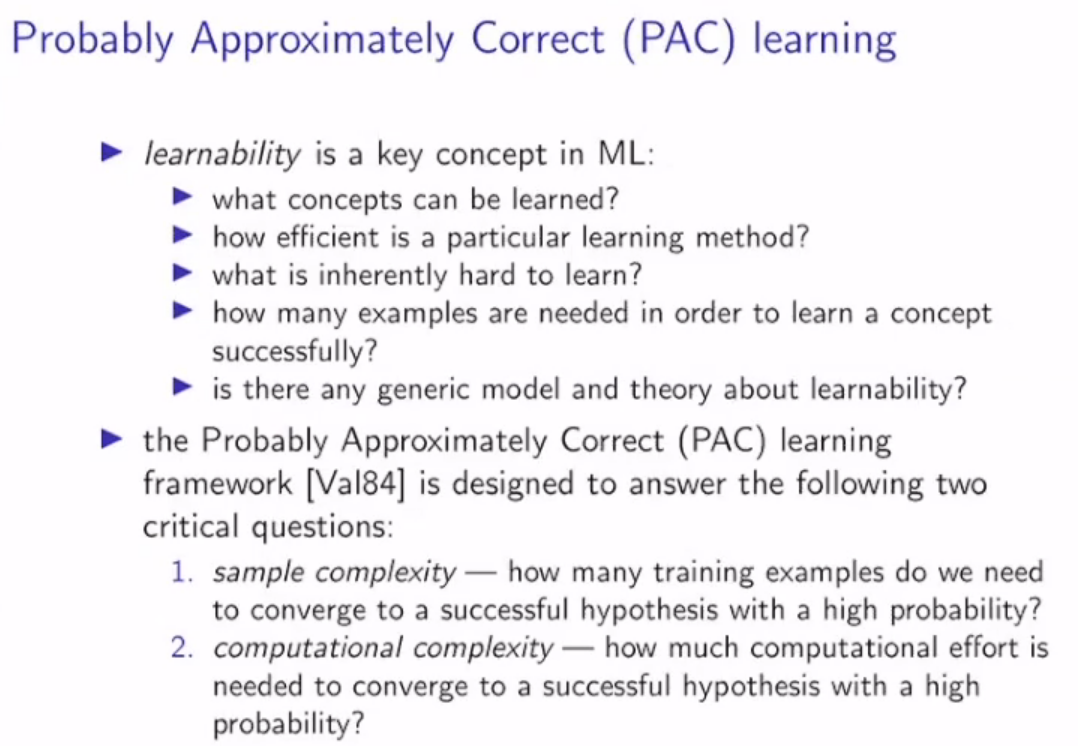 Probably Approximately Correct (PAC) learning
▶ learnability is a key concept in ML:
▶ what concepts can be learned?
▶ how efficient is a particular learning method?
▶ what is inherently hard to learn?
▶ how many examples are needed in order to learn a concept
successfully?
▶ is there any generic model and theory about learnability?
▶ the Probably Approximately Correct (PAC) learning
framework [Val84] is designed to answer the following two
critical questions:
1. sample complexity — how many training examples do we need
to converge to a successful hypothesis with a high probability?
2. computational complexity — how much computational effort is
needed to converge to a successful hypothesis with a high
probability?